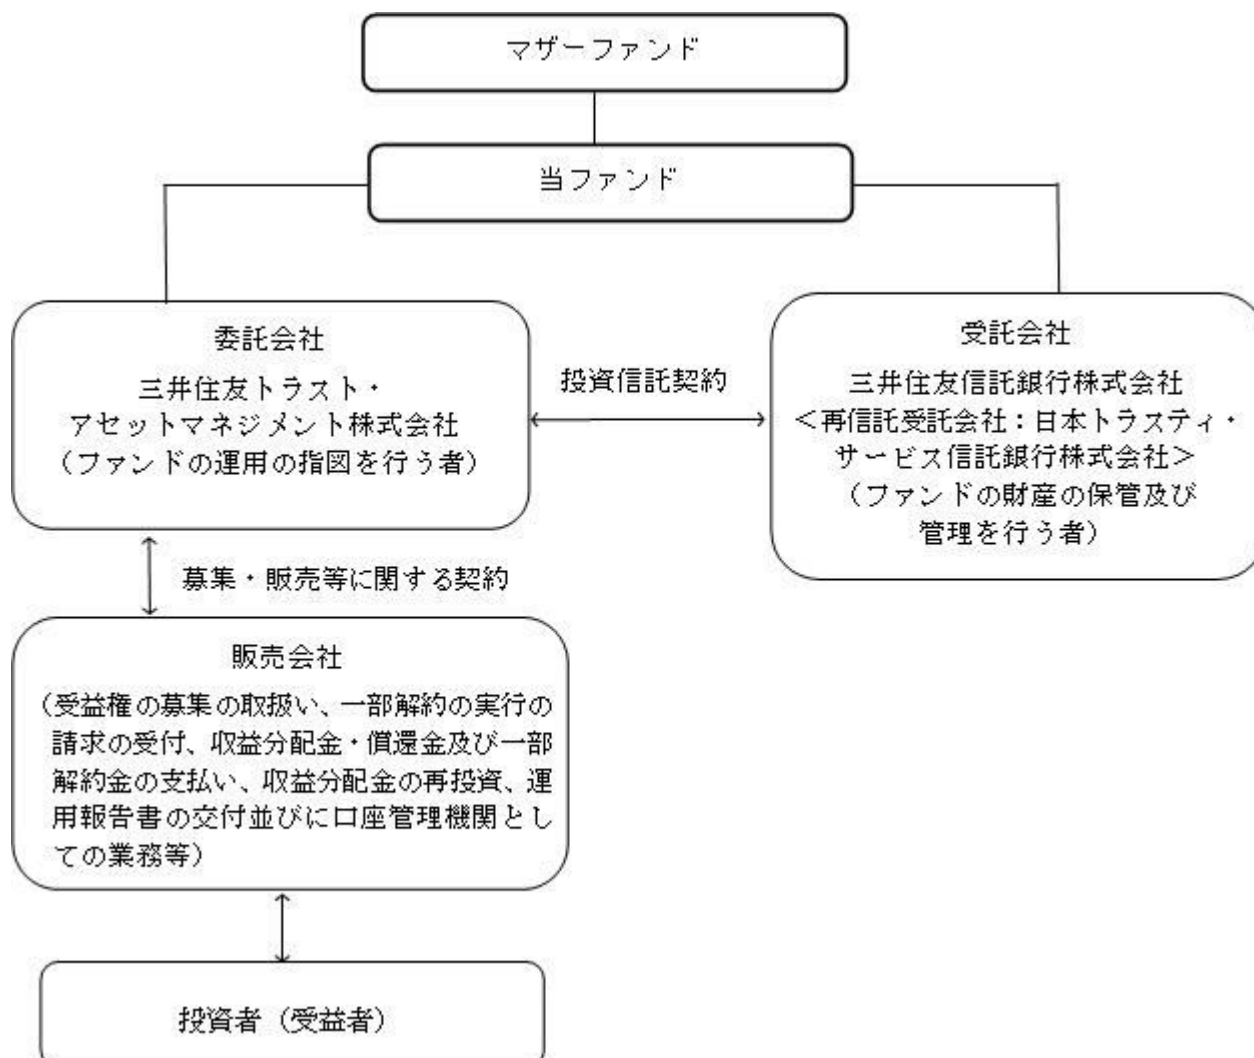 マザーファンド
当ファンド
委託会社
三井住友トラスト・
アセットマネジメント株式会社
(ファンドの運用の指図を行う者)
投資信託契約
受託会社
三井住友信託銀行株式会社
<再信託受託会社:日本トラスティ・
サービス信託銀行株式会社>
(ファンドの財産の保管及び
管理を行う者)
募集・販売等に関する契約
販売会社
(受益権の募集の取扱い、一部解約の実行の
請求の受付、収益分配金・償還金及び一部
解約金の支払い、収益分配金の再投資、運
用報告書の交付並びに口座管理機関とし
ての業務等)
投資者(受益者)